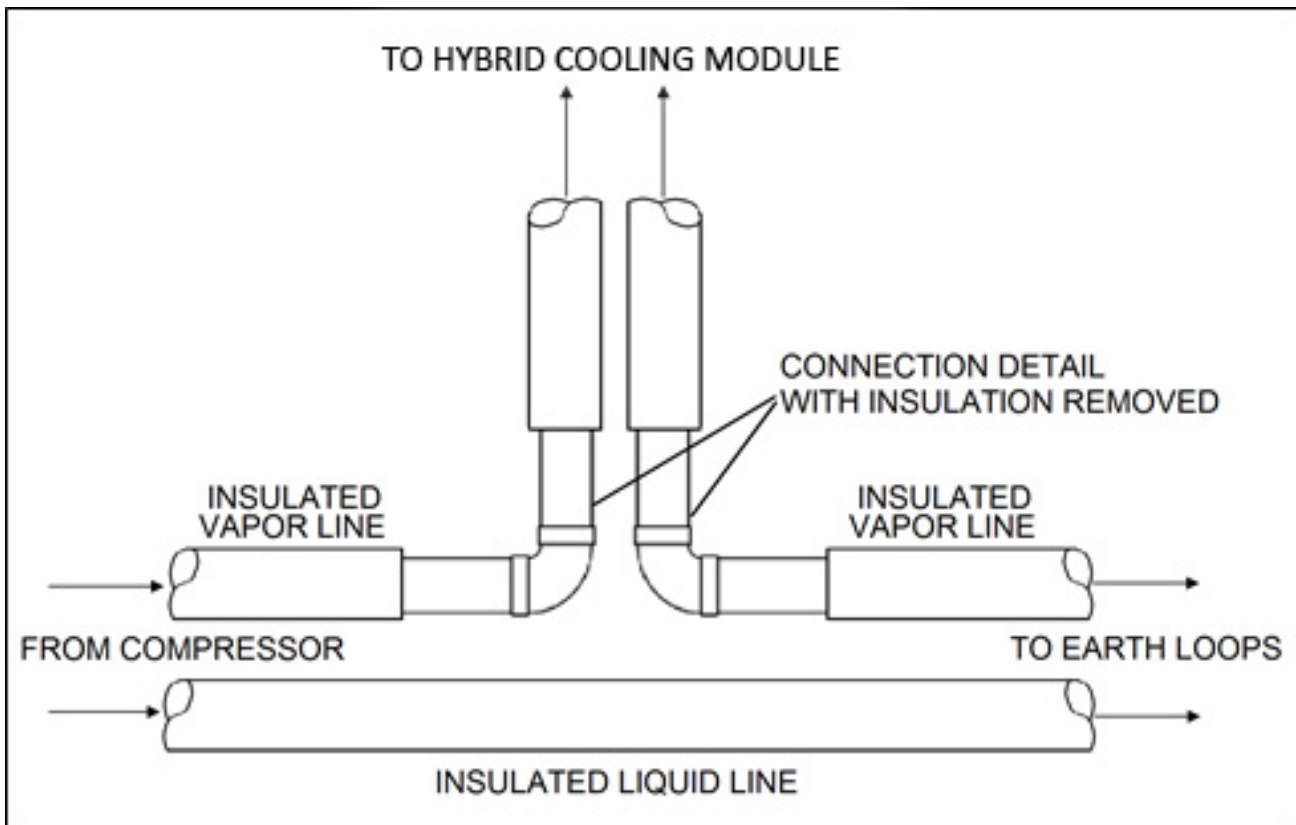 TO HYBRID COOLING MODULE
CONNECTION DETAIL
WITH INSULATION REMOVED
INSULATED
VAPOR LINE
INSULATED
VAPOR LINE
FROM COMPRESSOR
TO EARTH LOOPS
INSULATED LIQUID LINE